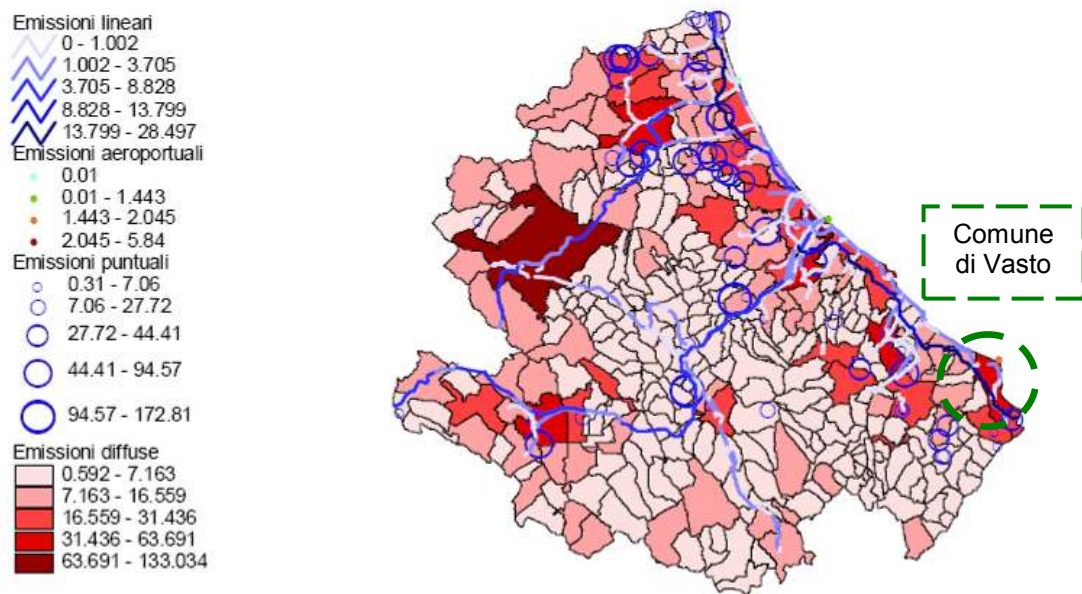 Emissioni lineari
0 - 1.002
1.002 - 3.705
3.705 - 8.828
8.828 - 13.799
13.799 - 28.497
Emissioni aeroportuali
0.01
0.01 - 1.443
1.443 - 2.045
2.045 - 5.84
Emissioni puntuali
0.31 - 7.06
7.06 - 27.72
27.72 - 44.41
44.41 - 94.57
94.57 - 172.81
Emissioni diffuse
0.592 - 7.163
7.163 - 16.559
16.559 - 31.436
31.436 - 63.691
63.691 - 133.034
Comune
di Vasto